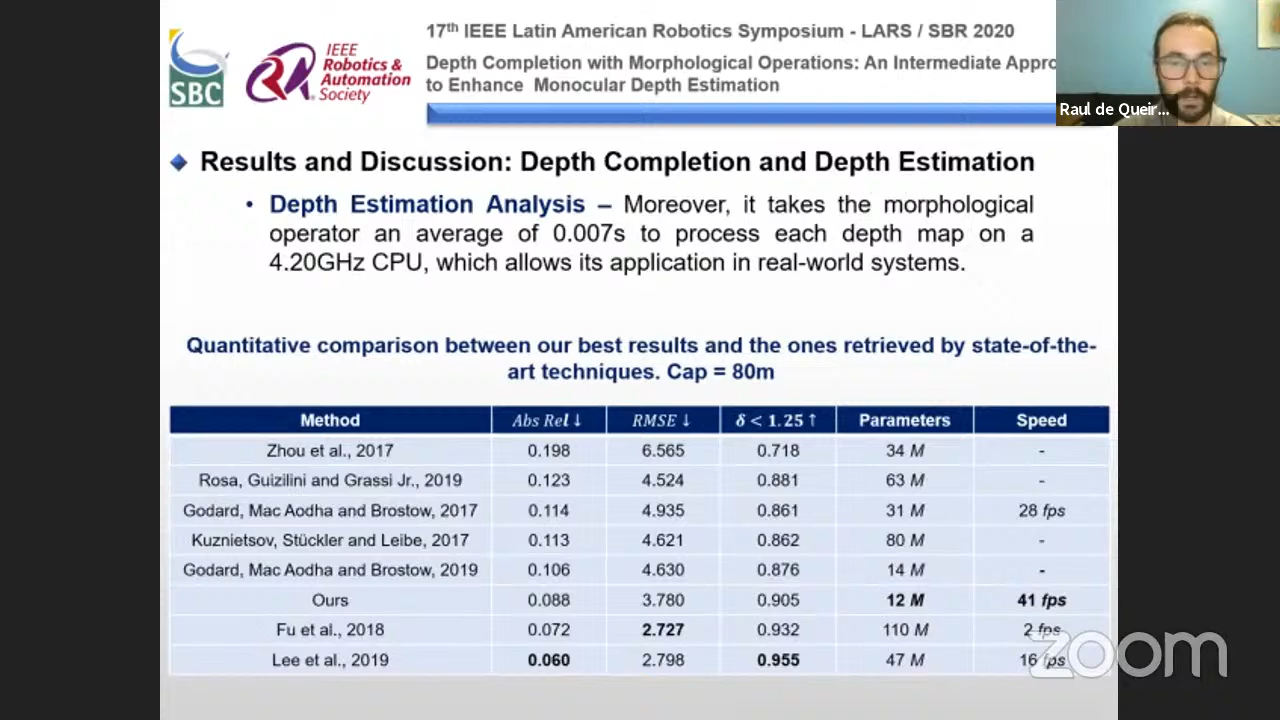 17th IEEE Latin American Robotics Symposium - LARS / SBR 2020
Depth Completion with Morphological Operations: An Intermediate Appro
to Enhance Monocular Depth Estimation
SBC
IEEE
Robotics &
Automation
Society
Raul de Queir...
Results and Discussion: Depth Completion and Depth Estimation
• Depth Estimation Analysis – Moreover, it takes the morphological
operator an average of 0.007s to process each depth map on a
4.20GHz CPU, which allows its application in real-world systems.
Quantitative comparison between our best results and the ones retrieved by state-of-the-
art techniques. Cap = 80m
Method Abs Rel ↓ RMSE ↓ δ < 1.25 ↑ Parameters Speed
Zhou et al., 2017 0.198 6.565 0.718 34 M -
Rosa, Guizilini and Grassi Jr., 2019 0.123 4.524 0.881 63 M -
Godard, Mac Aodha and Brostow, 2017 0.114 4.935 0.861 31 M 28 fps
Kuznietsov, Stückler and Leibe, 2017 0.113 4.621 0.862 80 M -
Godard, Mac Aodha and Brostow, 2019 0.106 4.630 0.876 14 M -
Ours 0.088 3.780 0.905 12 M 41 fps
Fu et al., 2018 0.072 2.727 0.932 110 M 2 fps
Lee et al., 2019 0.060 2.798 0.955 47 M 16 fps
zoom